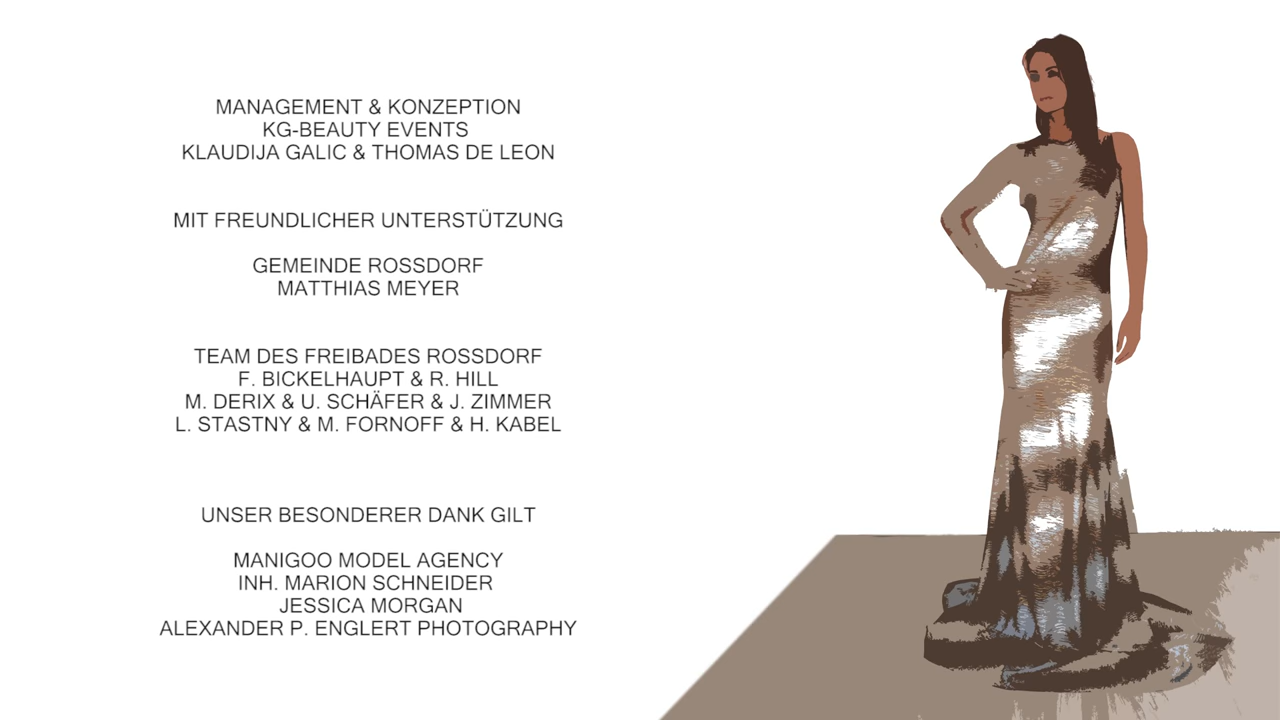 MANAGEMENT & KONZEPTION
KG-BEAUTY EVENTS
KLAUDIJA GALIC & THOMAS DE LEON
MIT FREUNDLICHER UNTERSTÜTZUNG
GEMEINDE ROSSDORF
MATTHIAS MEYER
TEAM DES FREIBADES ROSSDORF
F. BICKELHAUPT & R. HILL
M. DERIX & U. SCHÄFER & J. ZIMMER
L. STASTNY & M. FORNOFF & H. KABEL
UNSER BESONDERER DANK GILT
MANIGOO MODEL AGENCY
INH. MARION SCHNEIDER
JESSICA MORGAN
ALEXANDER P. ENGLERT PHOTOGRAPHY